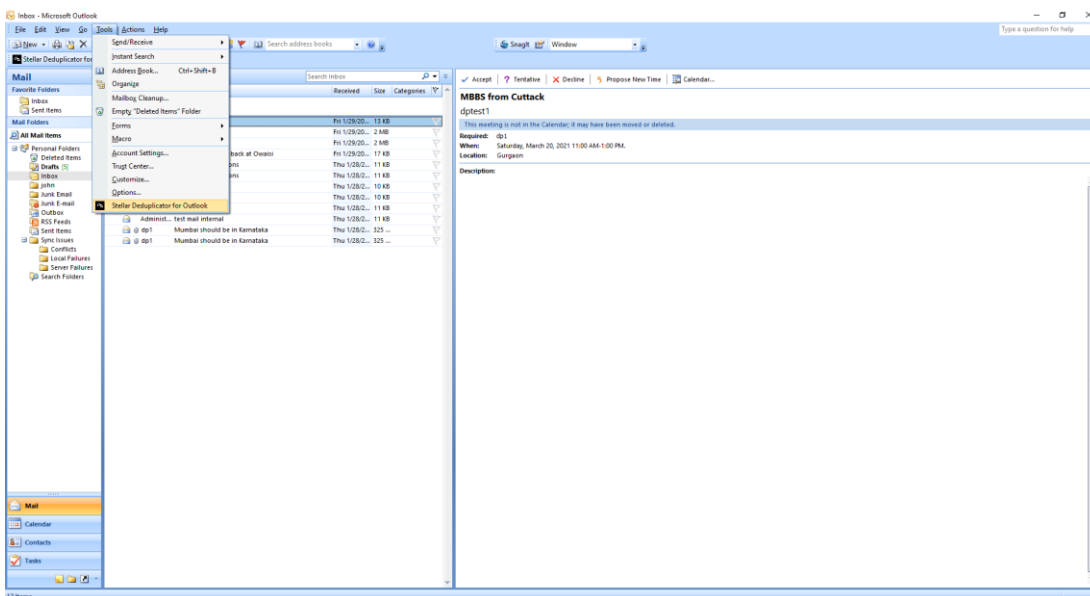 Inbox - Microsoft Outlook
File Edit View Go Tools Actions Help
Type a question for help
New
Search address books
SnagIt Window
Stellar Deduplicator for
Send/Receive
Instant Search
Address Book... Ctrl+Shift+B
Organize
Mailbox Cleanup...
Empty "Deleted Items" Folder
Forms
Macro
Account Settings...
Trust Center...
Customize...
Options...
Stellar Deduplicator for Outlook
Mail
Favorite Folders
Inbox
Sent Items
Mail Folders
All Mail Items
Personal Folders
Deleted Items
Drafts [5]
Inbox
john
Junk Email
Junk E-mail
Outbox
RSS Feeds
Sent Items
Sync Issues
Conflicts
Local Failures
Server Failures
Search Folders
Mail
Calendar
Contacts
Tasks
Search Inbox
Received Size Categories
Fri 1/29/20... 13 KB
Fri 1/29/20... 2 MB
Fri 1/29/20... 2 MB
back at Owaisi Fri 1/29/20... 17 KB
ons Thu 1/28/2... 11 KB
ons Thu 1/28/2... 11 KB
Thu 1/28/2... 10 KB
Thu 1/28/2... 10 KB
Thu 1/28/2... 11 KB
Administ... test mail internal Thu 1/28/2... 11 KB
dp1 Mumbai should be in Karnataka Thu 1/28/2... 325 ...
dp1 Mumbai should be in Karnataka Thu 1/28/2... 325 ...
Accept Tentative Decline Propose New Time Calendar...
MBBS from Cuttack
dptest1
This meeting is not in the Calendar; it may have been moved or deleted.
Required: dp1
When: Saturday, March 20, 2021 11:00 AM-1:00 PM.
Location: Gurgaon
Description: